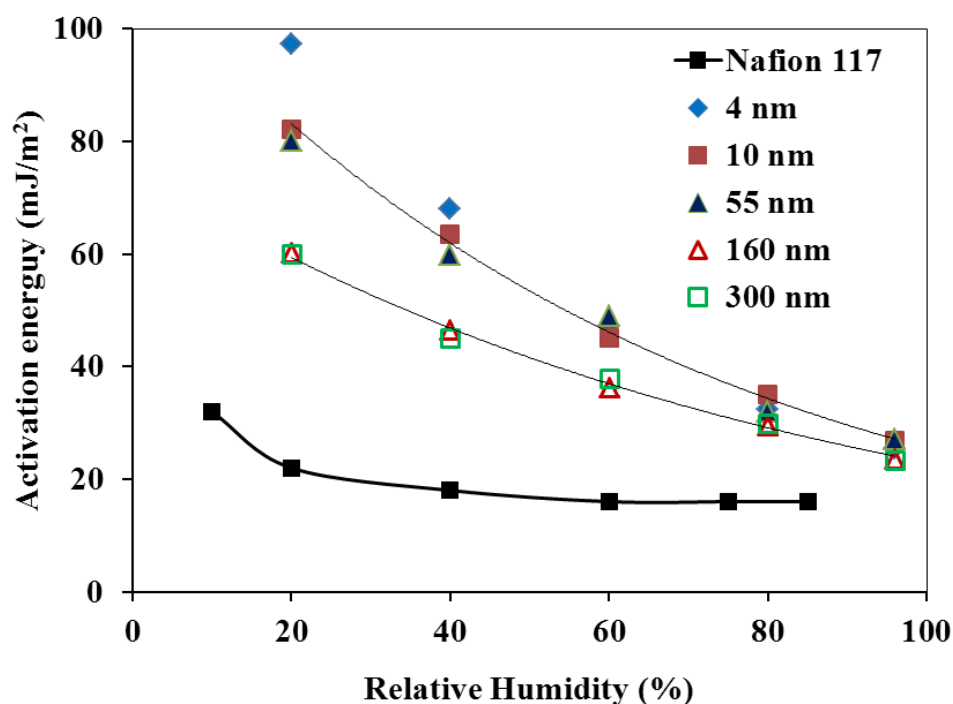 Activation energuy (mJ/m²)
100
80
60
40
20
0
Nafion 117
4 nm
10 nm
55 nm
160 nm
300 nm
0 20 40 60 80 100
Relative Humidity (%)